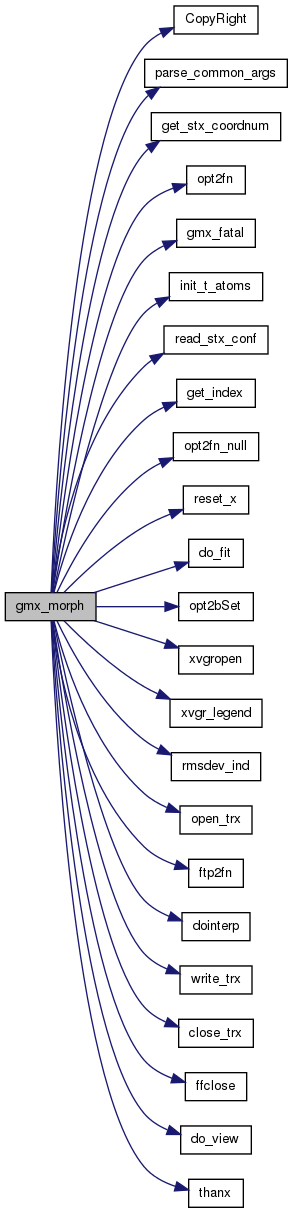 CopyRight
parse_common_args
get_stx_coordnum
opt2fn
gmx_fatal
init_t_atoms
read_stx_conf
get_index
opt2fn_null
reset_x
do_fit
gmx_morph
opt2bSet
xvgropen
xvgr_legend
rmsdev_ind
open_trx
ftp2fn
dointerp
write_trx
close_trx
ffclose
do_view
thanx